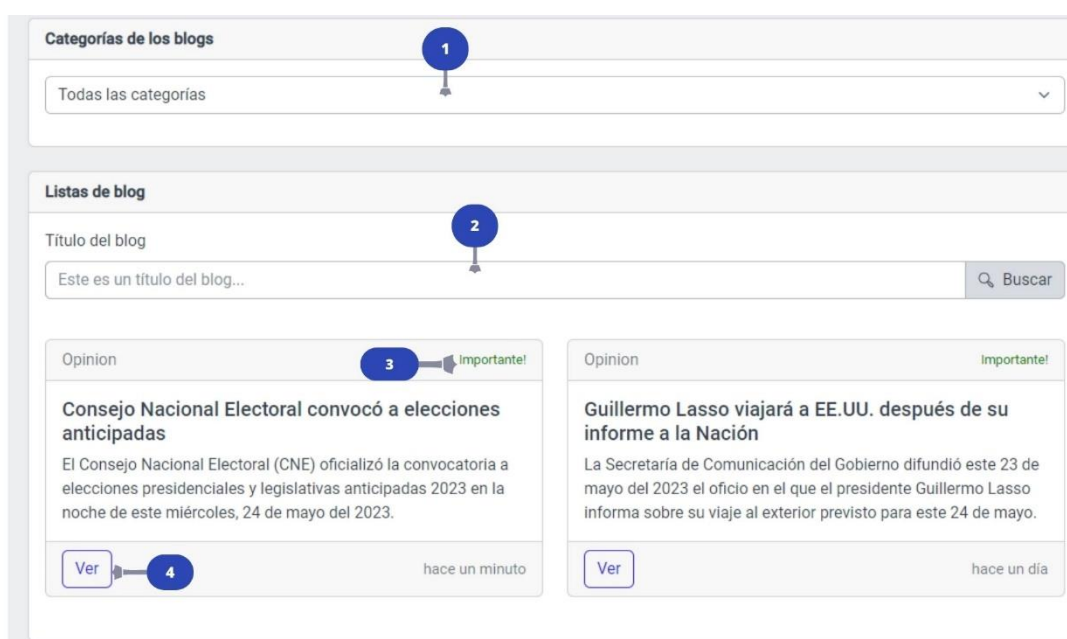 Categorías de los blogs
1
Todas las categorías
Listas de blog
2
Título del blog
Este es un título del blog...
Buscar
Opinion
3
Importante!
Consejo Nacional Electoral convocó a elecciones
anticipadas
El Consejo Nacional Electoral (CNE) oficializó la convocatoria a
elecciones presidenciales y legislativas anticipadas 2023 en la
noche de este miércoles, 24 de mayo del 2023.
Ver
4
hace un minuto
Opinion
Importante!
Guillermo Lasso viajará a EE.UU. después de su
informe a la Nación
La Secretaría de Comunicación del Gobierno difundió este 23 de
mayo del 2023 el oficio en el que el presidente Guillermo Lasso
informa sobre su viaje al exterior previsto para este 24 de mayo.
Ver
hace un día